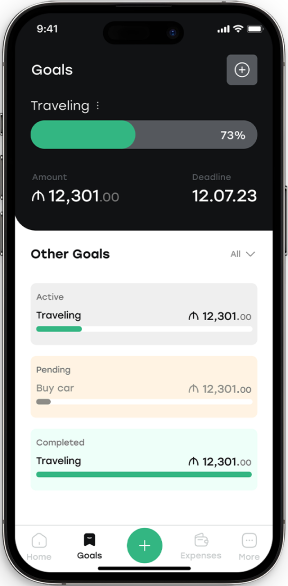 9:41
Goals
Traveling
73%
Amount Deadline
₼ 12,301.00 12.07.23
Other Goals All
Active
Traveling ₼ 12,301.00
Pending
Buy car ₼ 12,301.00
Completed
Traveling ₼ 12,301.00
Home Goals Expenses More